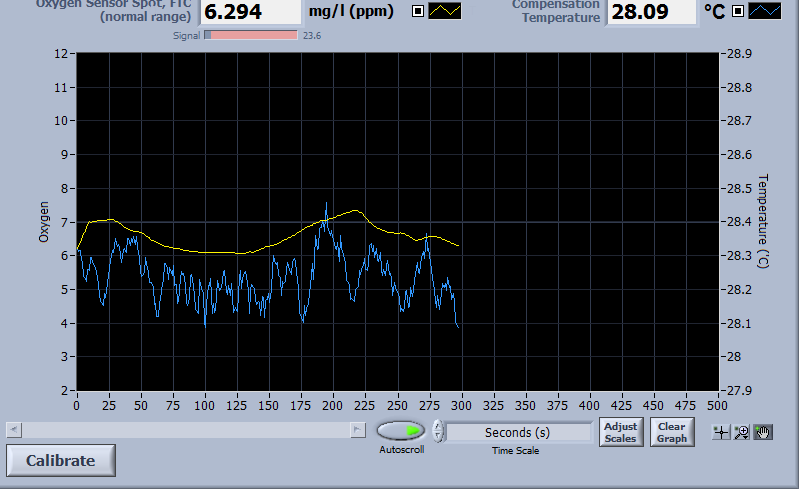 Oxygen Sensor Spot, FTC
(normal range)
6.294
mg/l (ppm)
Compensation
Temperature
28.09
°C
Signal
23.6
12
11
10
9
8
7
6
5
4
3
2
Oxygen
28.9
28.8
28.7
28.6
28.5
28.4
28.3
28.2
28.1
28
27.9
Temperature (°C)
0 25 50 75 100 125 150 175 200 225 250 275 300 325 350 375 400 425 450 475 500
Autoscroll
Seconds (s)
Time Scale
Adjust
Scales
Clear
Graph
Calibrate